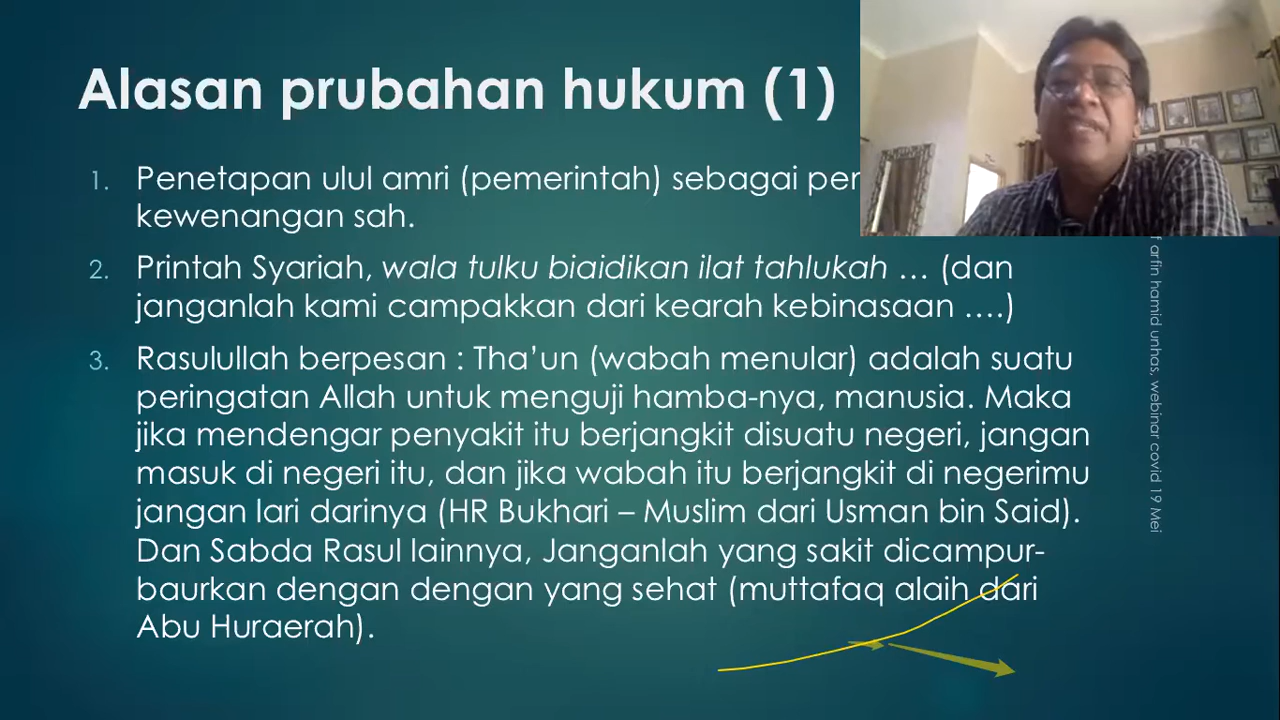 Alasan prubahan hukum (1)
1. Penetapan ulul amri (pemerintah) sebagai
kewenangan sah.
2. Printah Syariah, wala tulku biaidikan ilat tahlukah … (dan
janganlah kami campakkan dari kearah kebinasaan ….)
3. Rasulullah berpesan : Tha’un (wabah menular) adalah suatu
peringatan Allah untuk menguji hamba-nya, manusia. Maka
jika mendengar penyakit itu berjangkit disuatu negeri, jangan
masuk di negeri itu, dan jika wabah itu berjangkit di negerimu
jangan lari darinya (HR Bukhari – Muslim dari Usman bin Said).
Dan Sabda Rasul lainnya, Janganlah yang sakit dicampur-
baurkan dengan dengan yang sehat (muttafaq alaih dari
Abu Huraerah).
arfin hamid unhas, webinar covid 19 Mei